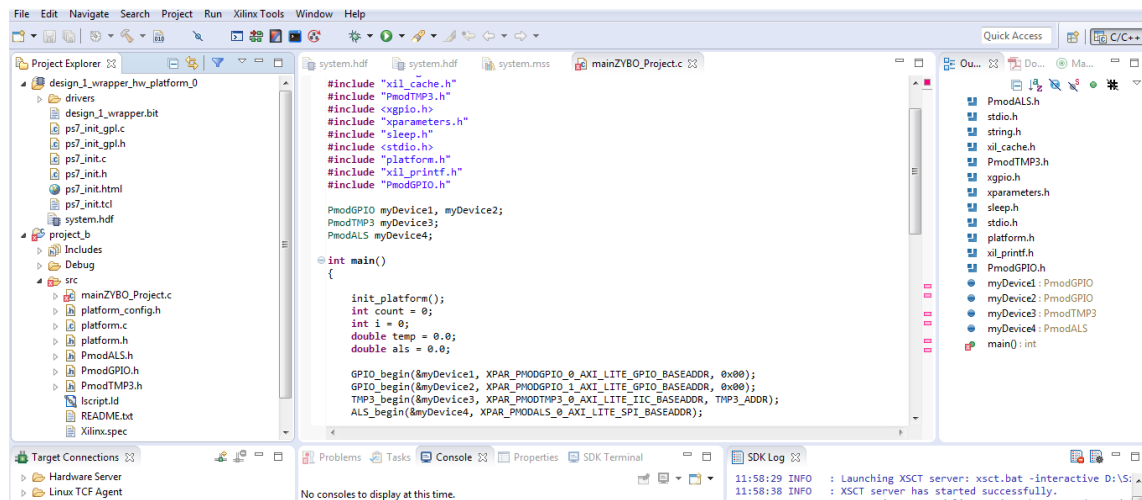 File Edit Navigate Search Project Run Xilinx Tools Window Help
Quick Access
C/C++
Project Explorer
design_1_wrapper_hw_platform_0
drivers
design_1_wrapper.bit
ps7_init_gpl.c
ps7_init_gpl.h
ps7_init.c
ps7_init.h
ps7_init.html
ps7_init.tcl
system.hdf
project_b
Includes
Debug
src
mainZYBO_Project.c
platform_config.h
platform.c
platform.h
PmodALS.h
PmodGPIO.h
PmodTMP3.h
lscript.ld
README.txt
Xilinx.spec
system.hdf
system.hdf
system.mss
mainZYBO_Project.c
#include "xil_cache.h"
#include "PmodTMP3.h"
#include <xgpio.h>
#include "xparameters.h"
#include "sleep.h"
#include <stdio.h>
#include "platform.h"
#include "xil_printf.h"
#include "PmodGPIO.h"
PmodGPIO myDevice1, myDevice2;
PmodTMP3 myDevice3;
PmodALS myDevice4;
int main()
{
init_platform();
int count = 0;
int i = 0;
double temp = 0.0;
double als = 0.0;
GPIO_begin(&myDevice1, XPAR_PMODGPIO_0_AXI_LITE_GPIO_BASEADDR, 0x00);
GPIO_begin(&myDevice2, XPAR_PMODGPIO_1_AXI_LITE_GPIO_BASEADDR, 0x00);
TMP3_begin(&myDevice3, XPAR_PMODTMP3_0_AXI_LITE_IIC_BASEADDR, TMP3_ADDR);
ALS_begin(&myDevice4, XPAR_PMODALS_0_AXI_LITE_SPI_BASEADDR);
Ou...
Do...
Ma...
PmodALS.h
stdio.h
string.h
xil_cache.h
PmodTMP3.h
xgpio.h
xparameters.h
sleep.h
stdio.h
platform.h
xil_printf.h
PmodGPIO.h
myDevice1 : PmodGPIO
myDevice2 : PmodGPIO
myDevice3 : PmodTMP3
myDevice4 : PmodALS
main() : int
Target Connections
Hardware Server
Linux TCF Agent
Problems
Tasks
Console
Properties
SDK Terminal
No consoles to display at this time.
SDK Log
11:58:29 INFO : Launching XSCT server: xsct.bat -interactive D:\S
11:58:38 INFO : XSCT server has started successfully.